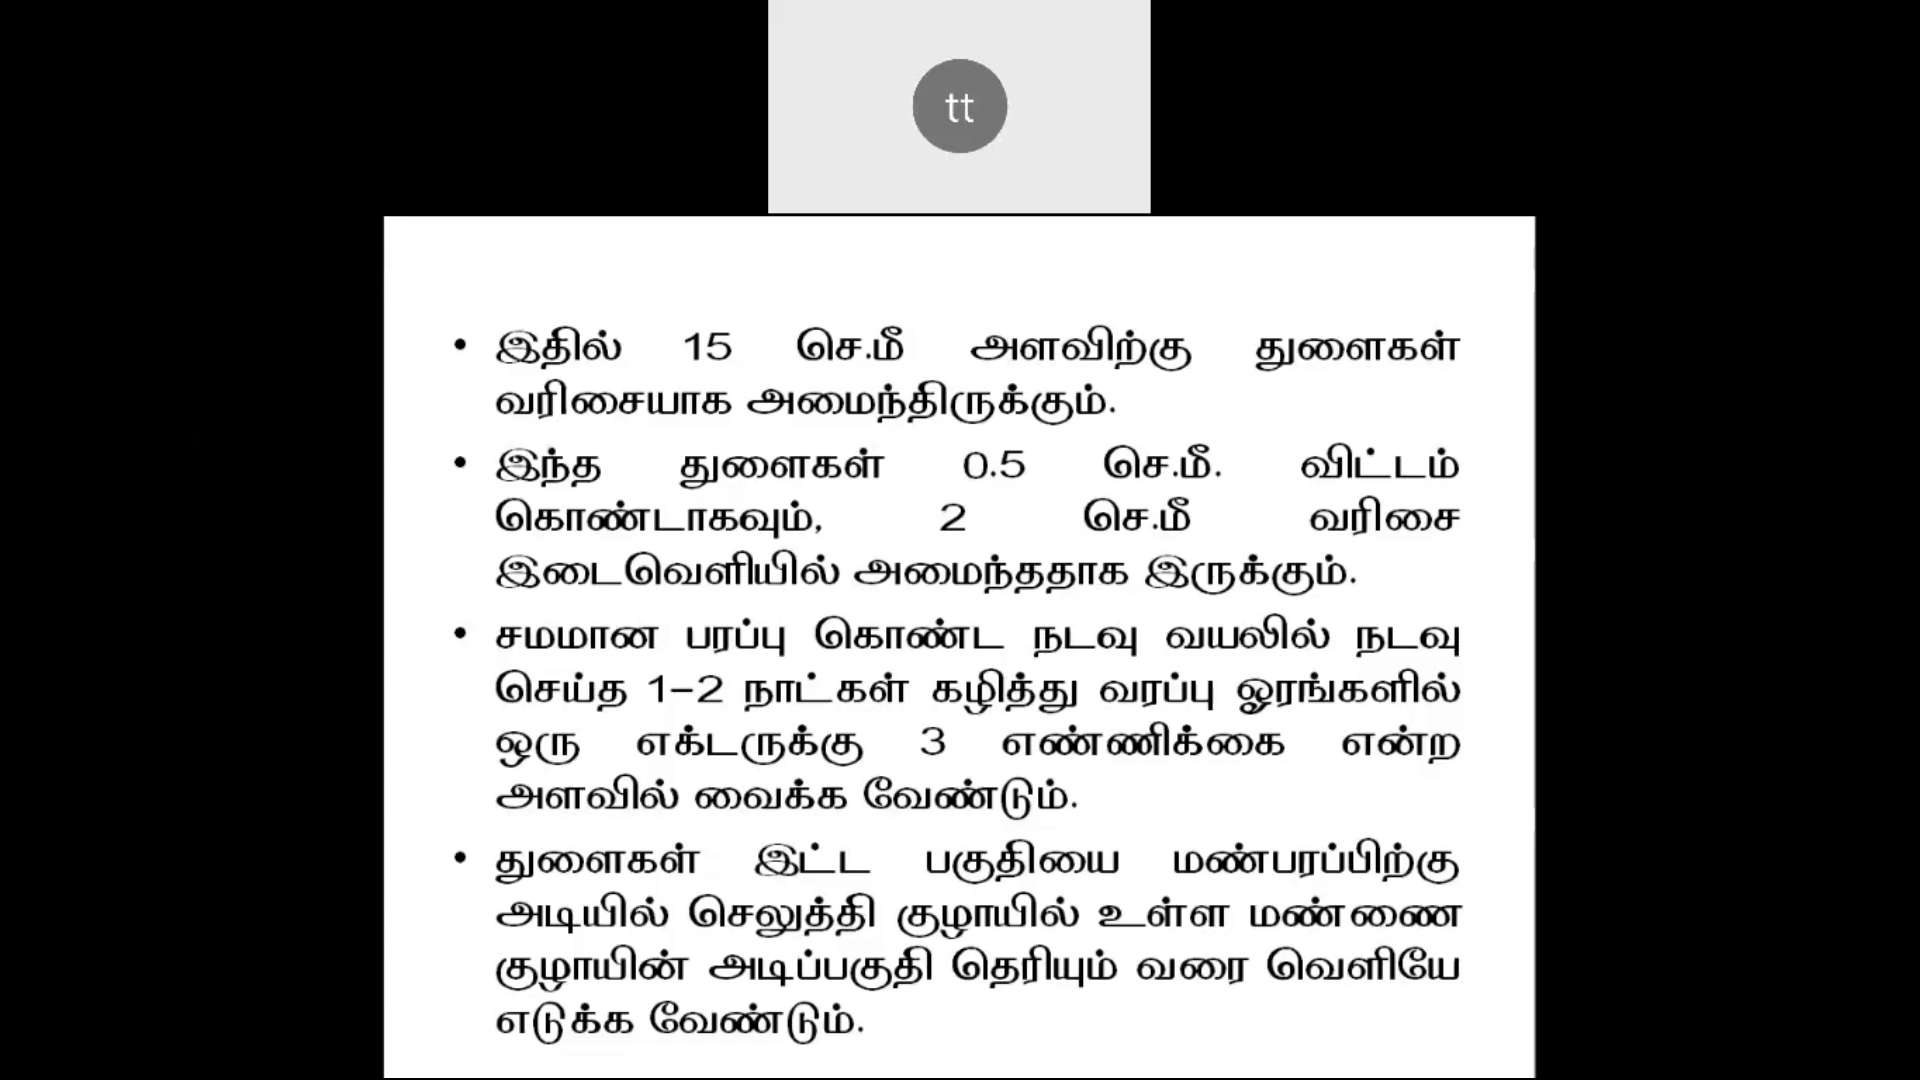 tt
• இதில் 15 செ.மீ அளவிற்கு துளைகள்
வரிசையாக அமைந்திருக்கும்.
• இந்த துளைகள் 0.5 செ.மீ. விட்டம்
கொண்டாகவும், 2 செ.மீ வரிசை
இடைவெளியில் அமைந்ததாக இருக்கும்.
• சமமான பரப்பு கொண்ட நடவு வயலில் நடவு
செய்த 1-2 நாட்கள் கழித்து வரப்பு ஓரங்களில்
ஒரு எக்டருக்கு 3 எண்ணிக்கை என்ற
அளவில் வைக்க வேண்டும்.
• துளைகள் இட்ட பகுதியை மண்பரப்பிற்கு
அடியில் செலுத்தி குழாயில் உள்ள மண்ணை
குழாயின் அடிப்பகுதி தெரியும் வரை வெளியே
எடுக்க வேண்டும்.